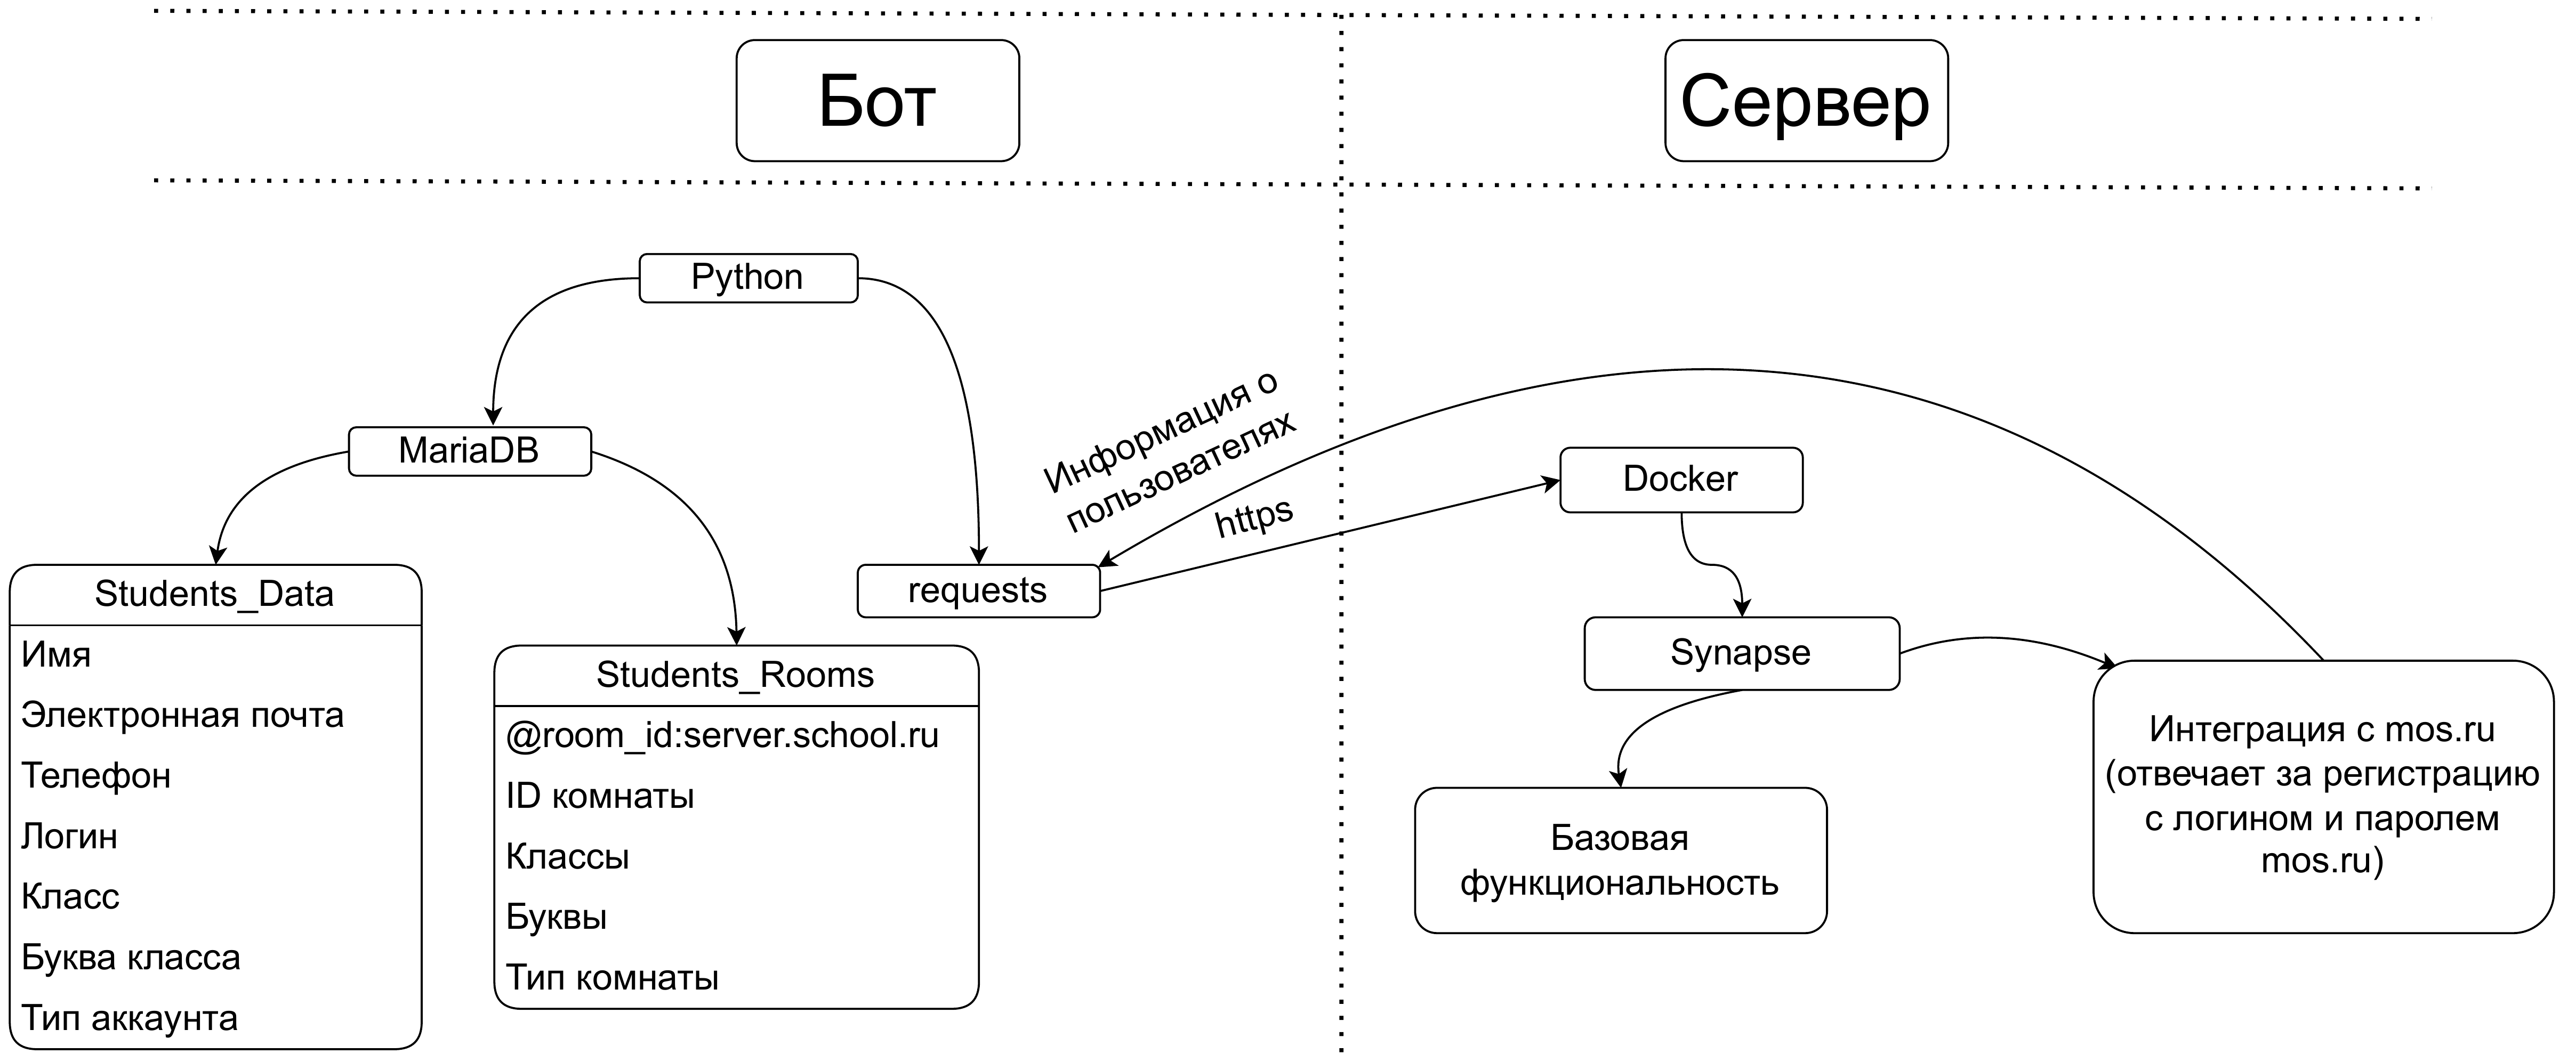 Бот
Сервер
Python
MariaDB
Students_Data
Имя
Электронная почта
Телефон
Логин
Класс
Буква класса
Тип аккаунта
Students_Rooms
@room_id:server.school.ru
ID комнаты
Классы
Буквы
Тип комнаты
requests
Информация о
пользователях
https
Docker
Synapse
Базовая
функциональность
Интеграция с mos.ru
(отвечает за регистрацию
с логином и паролем
mos.ru)